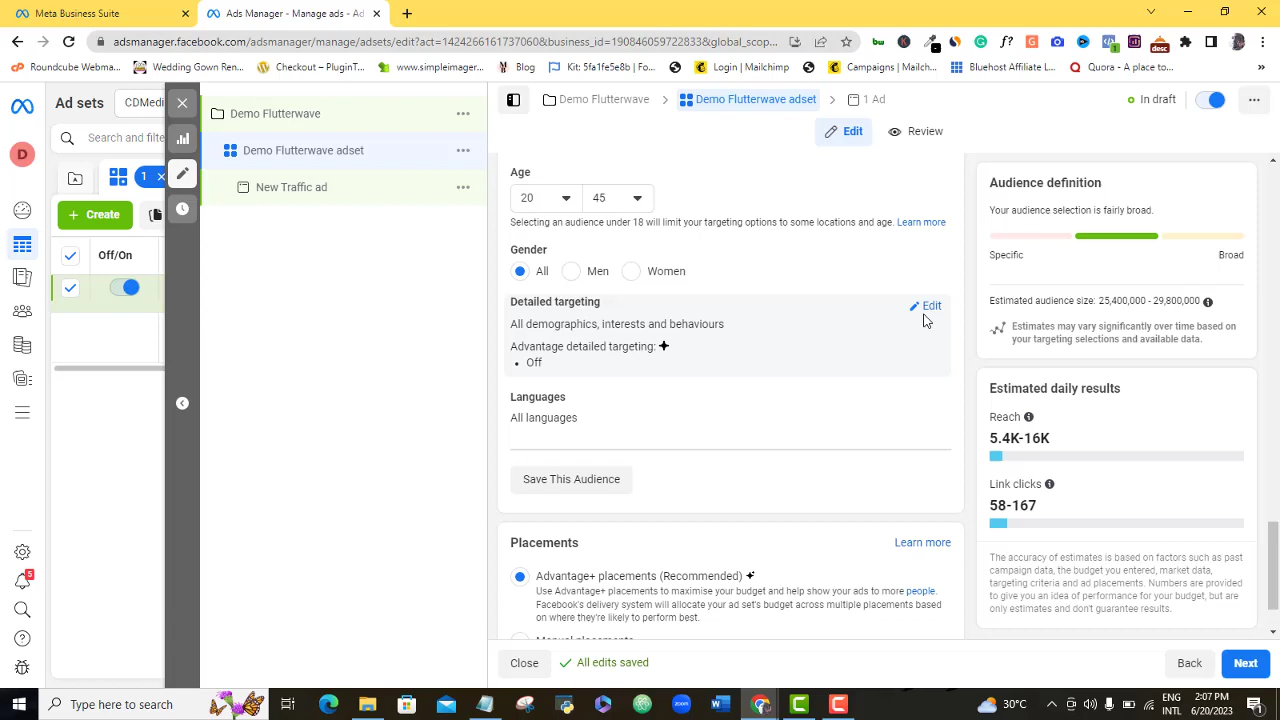 Meta Business Suite
Ads Manager - Manage ads - Ad
adsmanager.facebook.com/adsmanager/manage/adsets/edit?act=1424266161737060&business_id=1908460597228833&global_scop...
Roundcube Webmail...
Wedding Gown Ren...
Checkout – PluginT...
www.simpleimager...
Blog
Kit: 5fa1fe5e8b | Fo...
Login | Mailchimp
Campaigns | Mailchi...
Bluehost Affiliate L...
Quora - A place to...
»
Ad sets
CDMedi
Search and filter
1
Create
Off/On
Demo Flutterwave
Demo Flutterwave adset
New Traffic ad
Demo Flutterwave
Demo Flutterwave adset
1 Ad
In draft
Edit
Review
Age
20
45
Selecting an audience under 18 will limit your targeting options to some locations and age. Learn more
Gender
All
Men
Women
Detailed targeting
Edit
All demographics, interests and behaviours
Advantage detailed targeting:
• Off
Languages
All languages
Save This Audience
Placements
Learn more
Advantage+ placements (Recommended)
Use Advantage+ placements to maximise your budget and help show your ads to more people.
Facebook's delivery system will allocate your ad set's budget across multiple placements based
on where they're likely to perform best.
Manual placements
Close
All edits saved
Back
Next
Audience definition
Your audience selection is fairly broad.
Specific
Broad
Estimated audience size: 25,400,000 - 29,800,000
Estimates may vary significantly over time based on
your targeting selections and available data.
Estimated daily results
Reach
5.4K-16K
Link clicks
58-167
The accuracy of estimates is based on factors such as past
campaign data, the budget you entered, market data,
targeting criteria and ad placements. Numbers are provided
to give you an idea of performance for your budget, but are
only estimates and don't guarantee results.
D
5
Type here to search
30°C
ENG
INTL
2:07 PM
6/20/2023